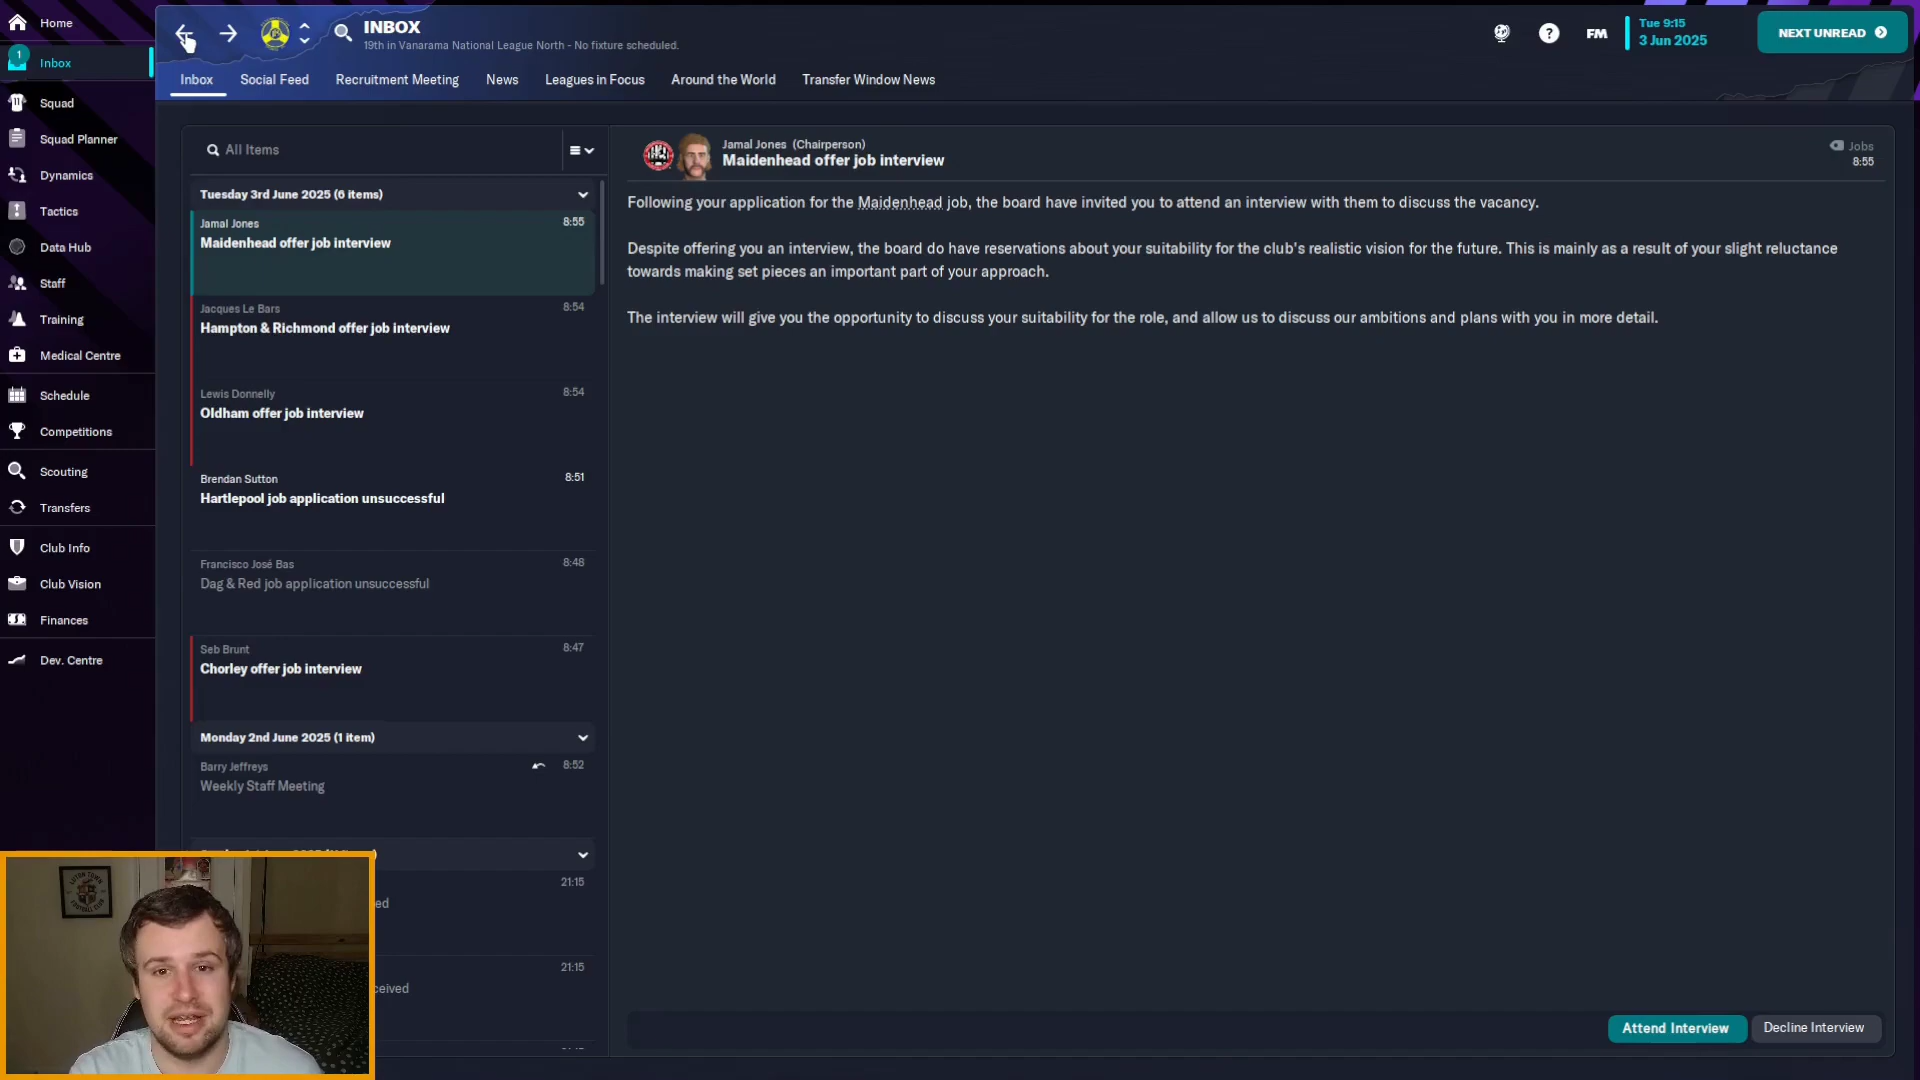 Home
1
Inbox
Squad
Squad Planner
Dynamics
Tactics
Data Hub
Staff
Training
Medical Centre
Schedule
Competitions
Scouting
Transfers
Club Info
Club Vision
Finances
Dev. Centre
INBOX
19th in Vanarama National League North - No fixture scheduled.
FM
Tue 9:15
3 Jun 2025
NEXT UNREAD
Inbox Social Feed Recruitment Meeting News Leagues in Focus Around the World Transfer Window News
All Items
Tuesday 3rd June 2025 (6 items)
Jamal Jones 8:55
Maidenhead offer job interview
Jacques Le Bars 8:54
Hampton & Richmond offer job interview
Lewis Donnelly 8:54
Oldham offer job interview
Brendan Sutton 8:51
Hartlepool job application unsuccessful
Francisco José Bas 8:48
Dag & Red job application unsuccessful
Seb Brunt 8:47
Chorley offer job interview
Monday 2nd June 2025 (1 item)
Barry Jeffreys 8:52
Weekly Staff Meeting
21:15
ed
21:15
ceived
Jamal Jones (Chairperson)
Maidenhead offer job interview
Jobs
8:55
Following your application for the Maidenhead job, the board have invited you to attend an interview with them to discuss the vacancy.
Despite offering you an interview, the board do have reservations about your suitability for the club's realistic vision for the future. This is mainly as a result of your slight reluctance
towards making set pieces an important part of your approach.
The interview will give you the opportunity to discuss your suitability for the role, and allow us to discuss our ambitions and plans with you in more detail.
Attend Interview Decline Interview
LUTON TOWN